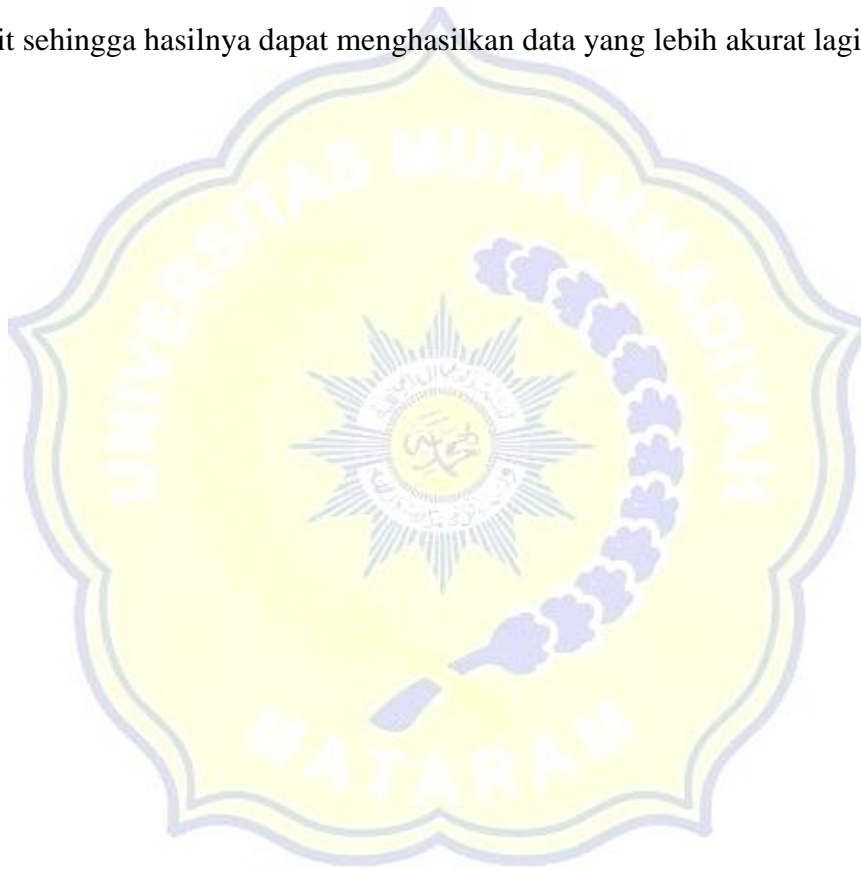 it sehingga hasilnya dapat menghasilkan data yang lebih akurat lagi
UNIVERSITAS MUHAMMADIYAH
MATARAM